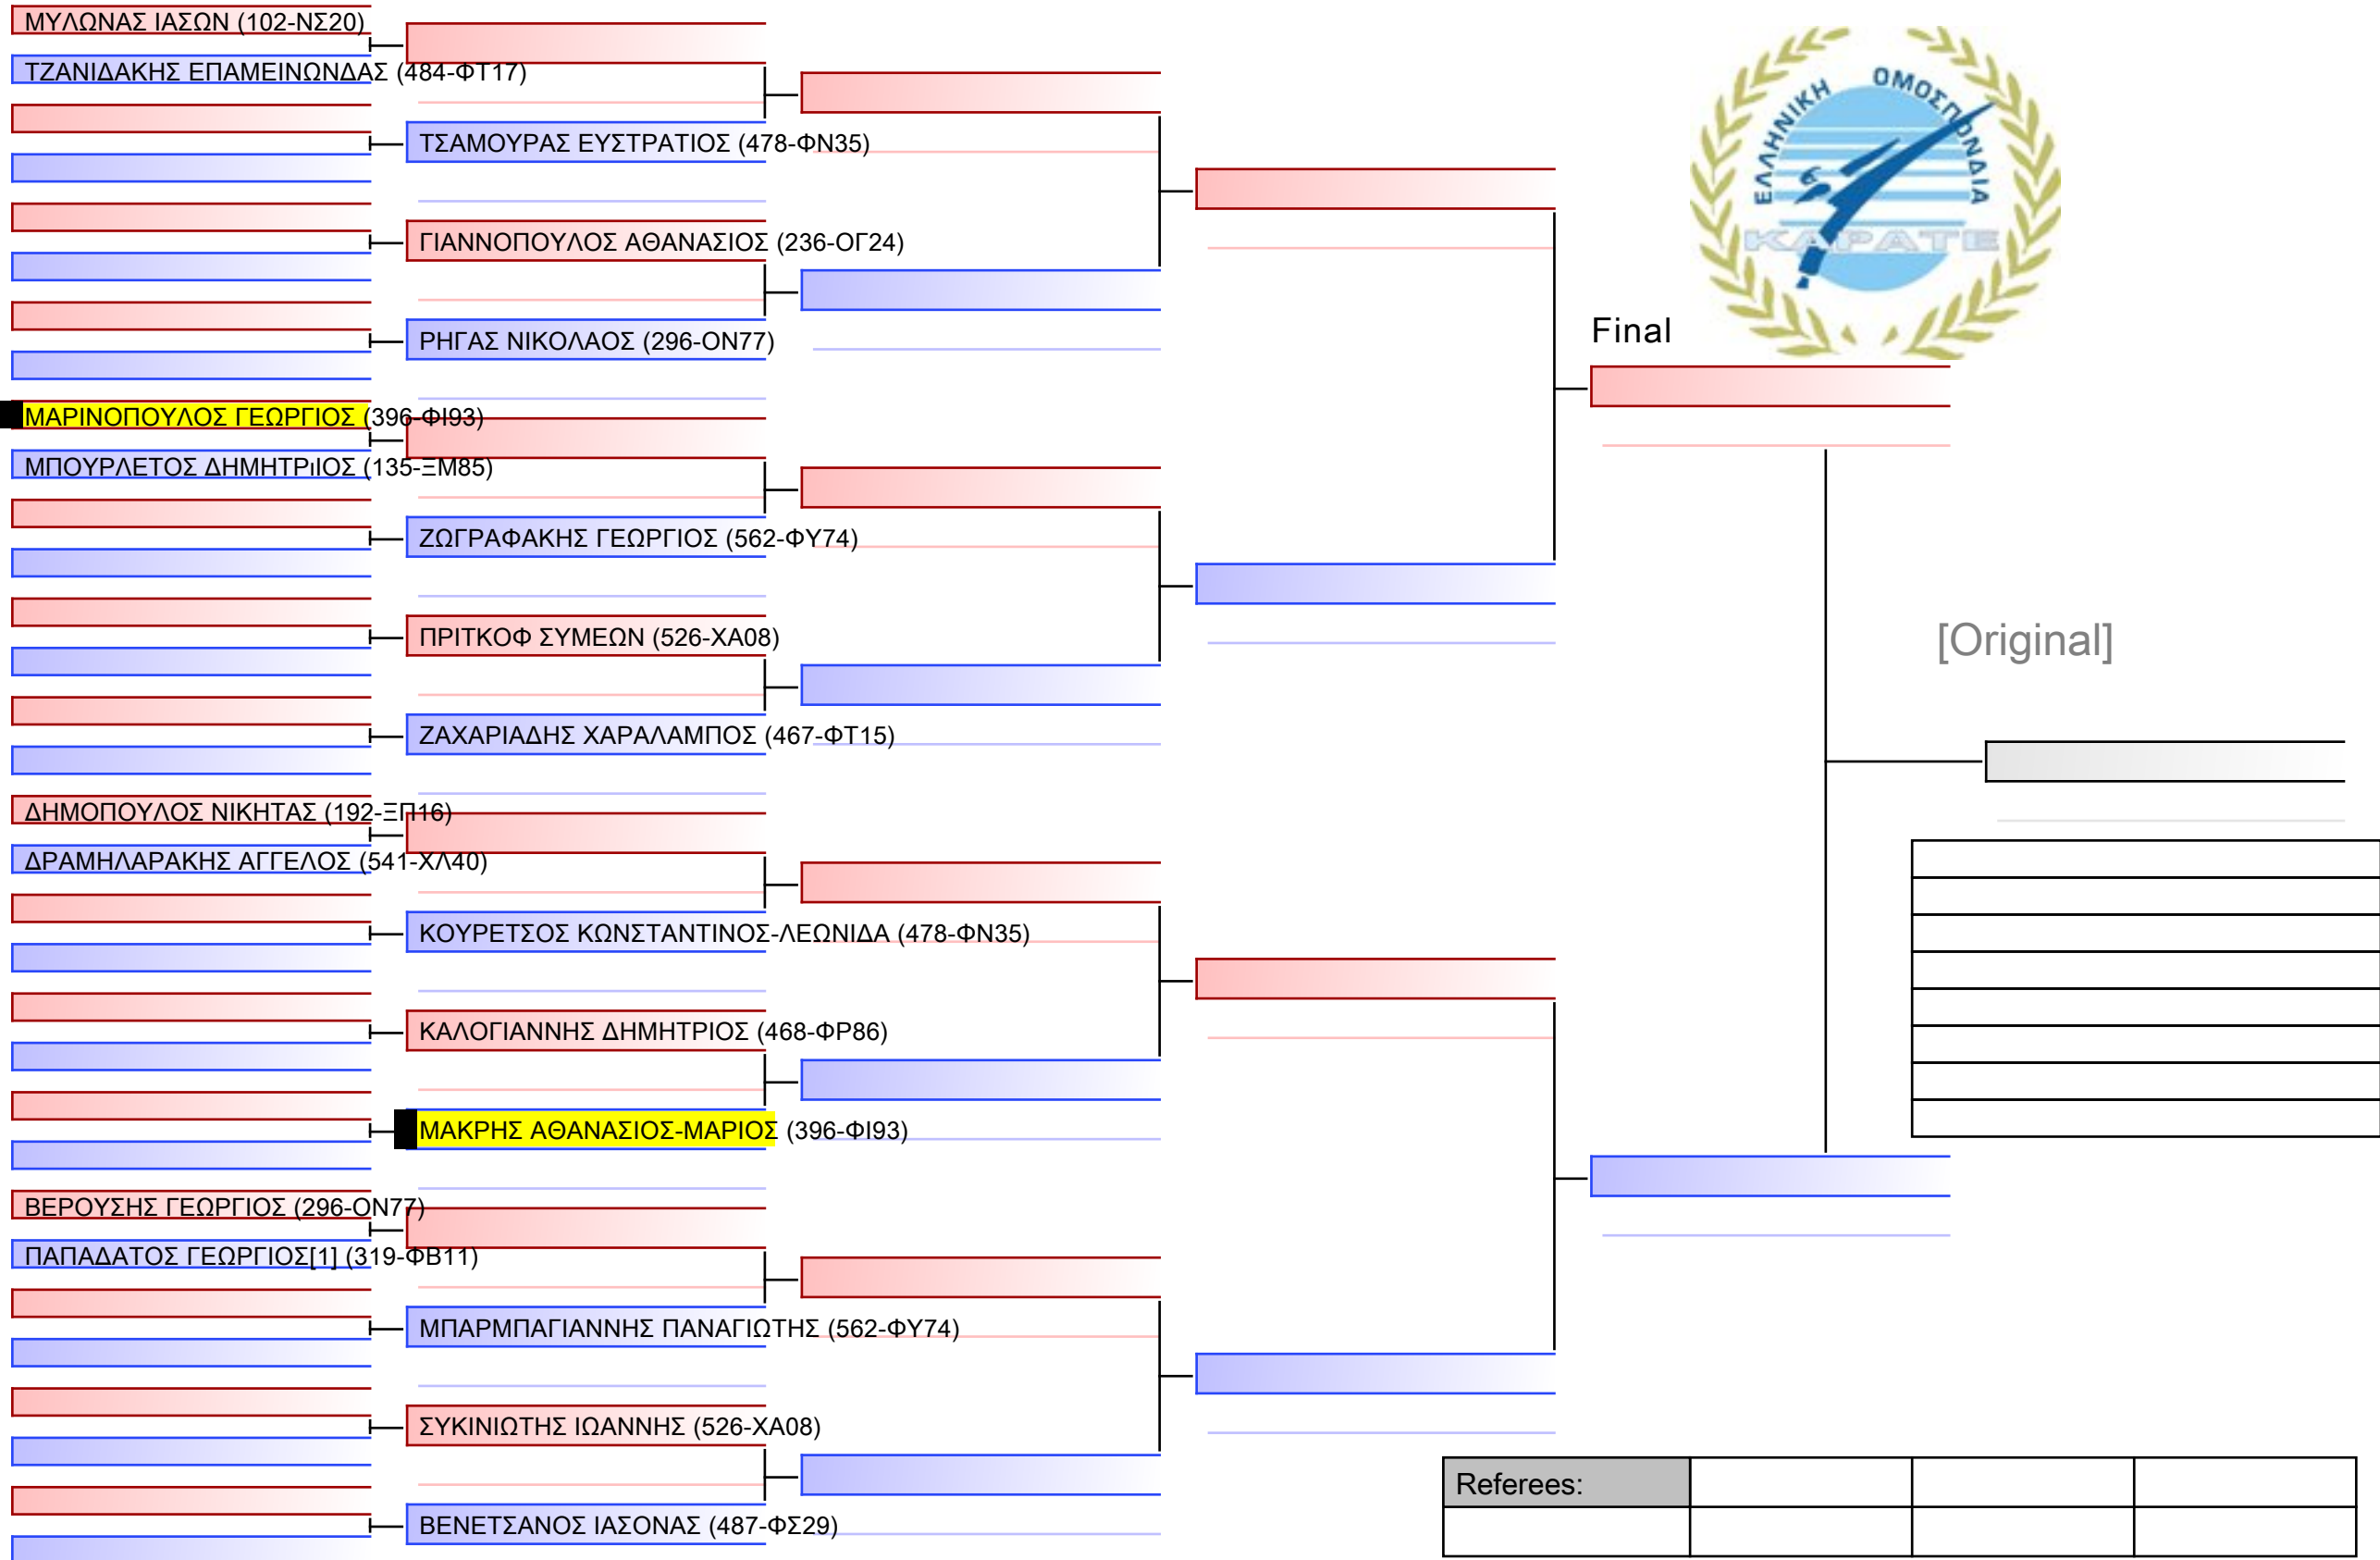 ΜΥΛΩΝΑΣ ΙΑΣΩΝ (102-ΝΣ20)
ΤΖΑΝΙΔΑΚΗΣ ΕΠΑΜΕΙΝΩΝΔΑΣ (484-ΦΤ17)
ΤΣΑΜΟΥΡΑΣ ΕΥΣΤΡΑΤΙΟΣ (478-ΦΝ35)
ΓΙΑΝΝΟΠΟΥΛΟΣ ΑΘΑΝΑΣΙΟΣ (236-ΟΓ24)
ΡΗΓΑΣ ΝΙΚΟΛΑΟΣ (296-ΟΝ77)
ΜΑΡΙΝΟΠΟΥΛΟΣ ΓΕΩΡΓΙΟΣ (396-ΦΙ93)
ΜΠΟΥΡΛΕΤΟΣ ΔΗΜΗΤΡιΙΟΣ (135-ΞΜ85)
ΖΩΓΡΑΦΑΚΗΣ ΓΕΩΡΓΙΟΣ (562-ΦΥ74)
ΠΡΙΤΚΟΦ ΣΥΜΕΩΝ (526-ΧΑ08)
ΖΑΧΑΡΙΑΔΗΣ ΧΑΡΑΛΑΜΠΟΣ (467-ΦΤ15)
ΔΗΜΟΠΟΥΛΟΣ ΝΙΚΗΤΑΣ (192-ΞΠ16)
ΔΡΑΜΗΛΑΡΑΚΗΣ ΑΓΓΕΛΟΣ (541-ΧΛ40)
ΚΟΥΡΕΤΣΟΣ ΚΩΝΣΤΑΝΤΙΝΟΣ-ΛΕΩΝΙΔΑ (478-ΦΝ35)
ΚΑΛΟΓΙΑΝΝΗΣ ΔΗΜΗΤΡΙΟΣ (468-ΦΡ86)
ΜΑΚΡΗΣ ΑΘΑΝΑΣΙΟΣ-ΜΑΡΙΟΣ (396-ΦΙ93)
ΒΕΡΟΥΣΗΣ ΓΕΩΡΓΙΟΣ (296-ΟΝ77)
ΠΑΠΑΔΑΤΟΣ ΓΕΩΡΓΙΟΣ[1] (319-ΦΒ11)
ΜΠΑΡΜΠΑΓΙΑΝΝΗΣ ΠΑΝΑΓΙΩΤΗΣ (562-ΦΥ74)
ΣΥΚΙΝΙΩΤΗΣ ΙΩΑΝΝΗΣ (526-ΧΑ08)
ΒΕΝΕΤΣΑΝΟΣ ΙΑΣΟΝΑΣ (487-ΦΣ29)
ΕΛΛΗΝΙΚΗ ΟΜΟΣΠΟΝΔΙΑ
ΚΑΡΑΤΕ
Final
[Original]
Referees: